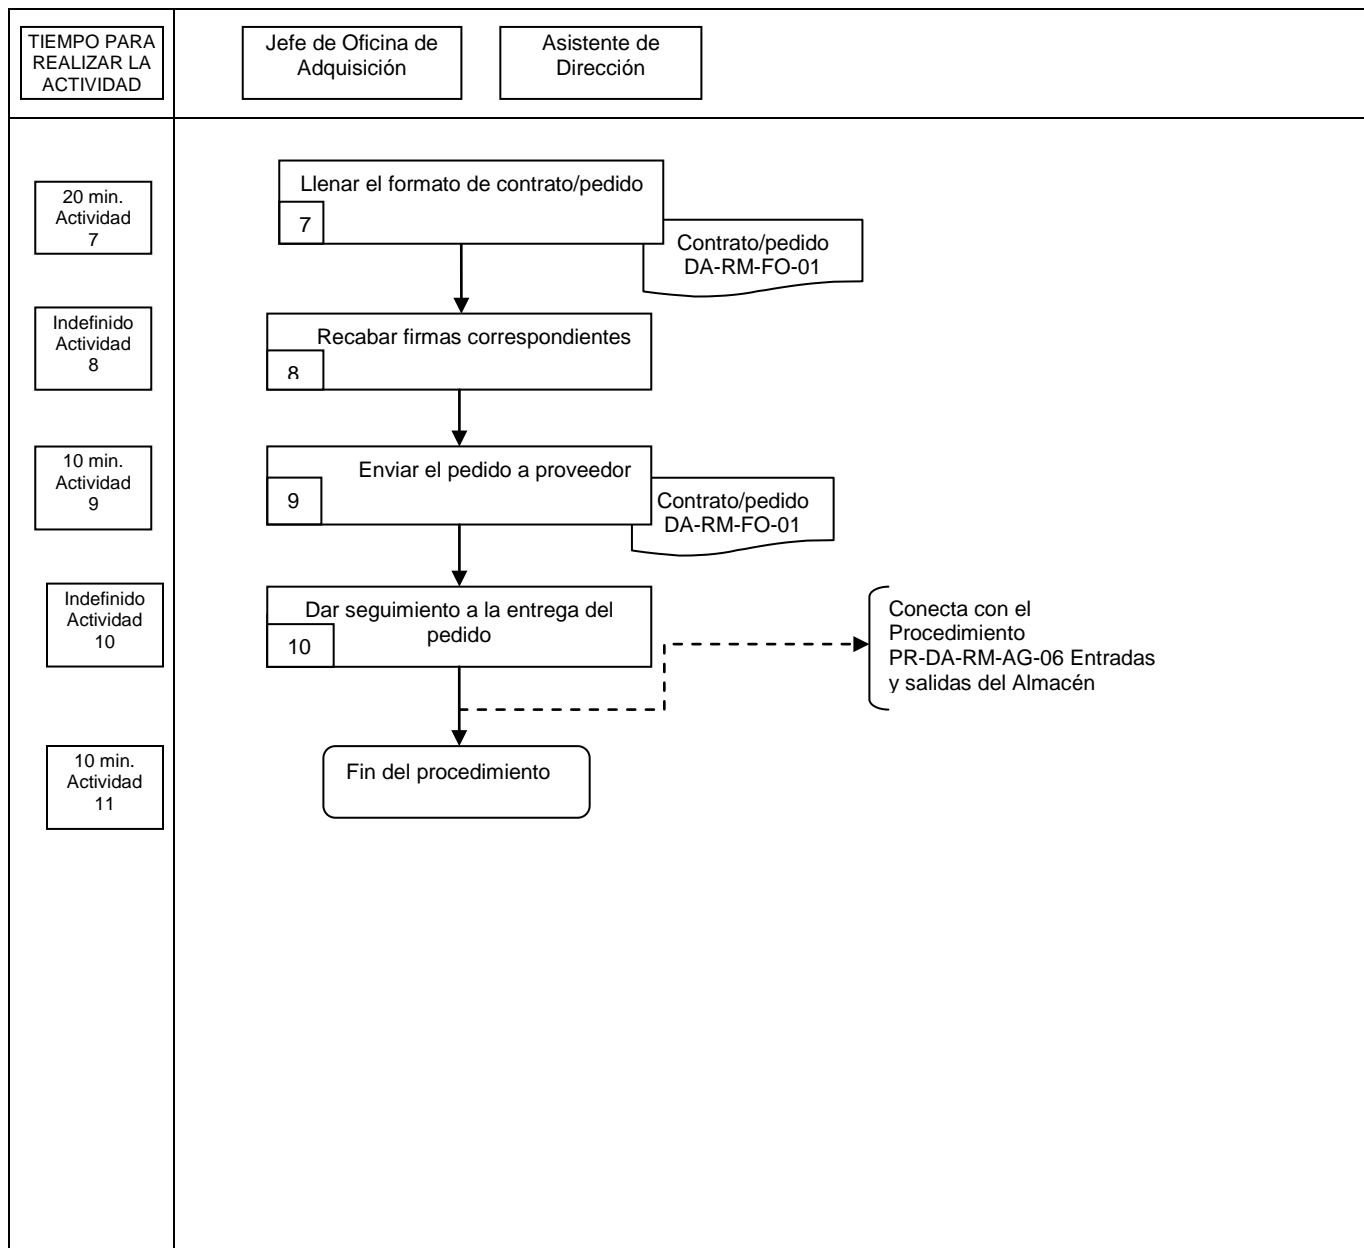 TIEMPO PARA
REALIZAR LA
ACTIVIDAD
Jefe de Oficina de
Adquisición
Asistente de
Dirección
20 min.
Actividad
7
Llenar el formato de contrato/pedido
7
Contrato/pedido
DA-RM-FO-01
Indefinido
Actividad
8
Recabar firmas correspondientes
8
10 min.
Actividad
9
Enviar el pedido a proveedor
9
Contrato/pedido
DA-RM-FO-01
Indefinido
Actividad
10
Dar seguimiento a la entrega del
pedido
10
Conecta con el
Procedimiento
PR-DA-RM-AG-06 Entradas
y salidas del Almacén
10 min.
Actividad
11
Fin del procedimiento